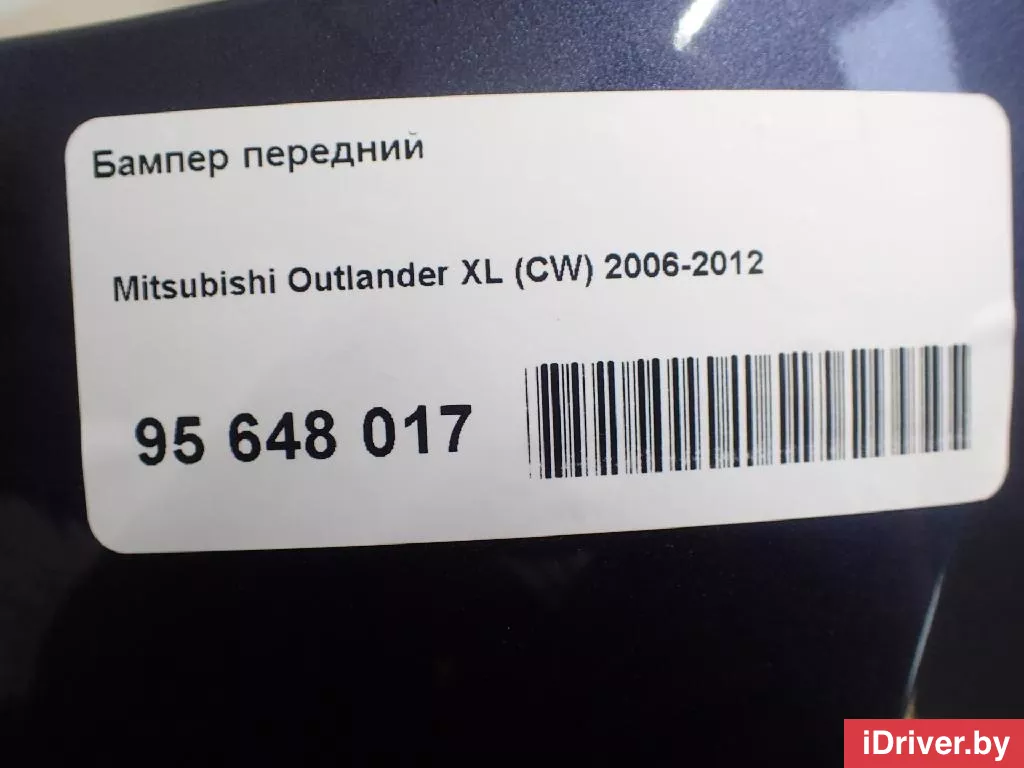 Бампер передний
Mitsubishi Outlander XL (CW) 2006-2012
95 648 017
iDriver.by